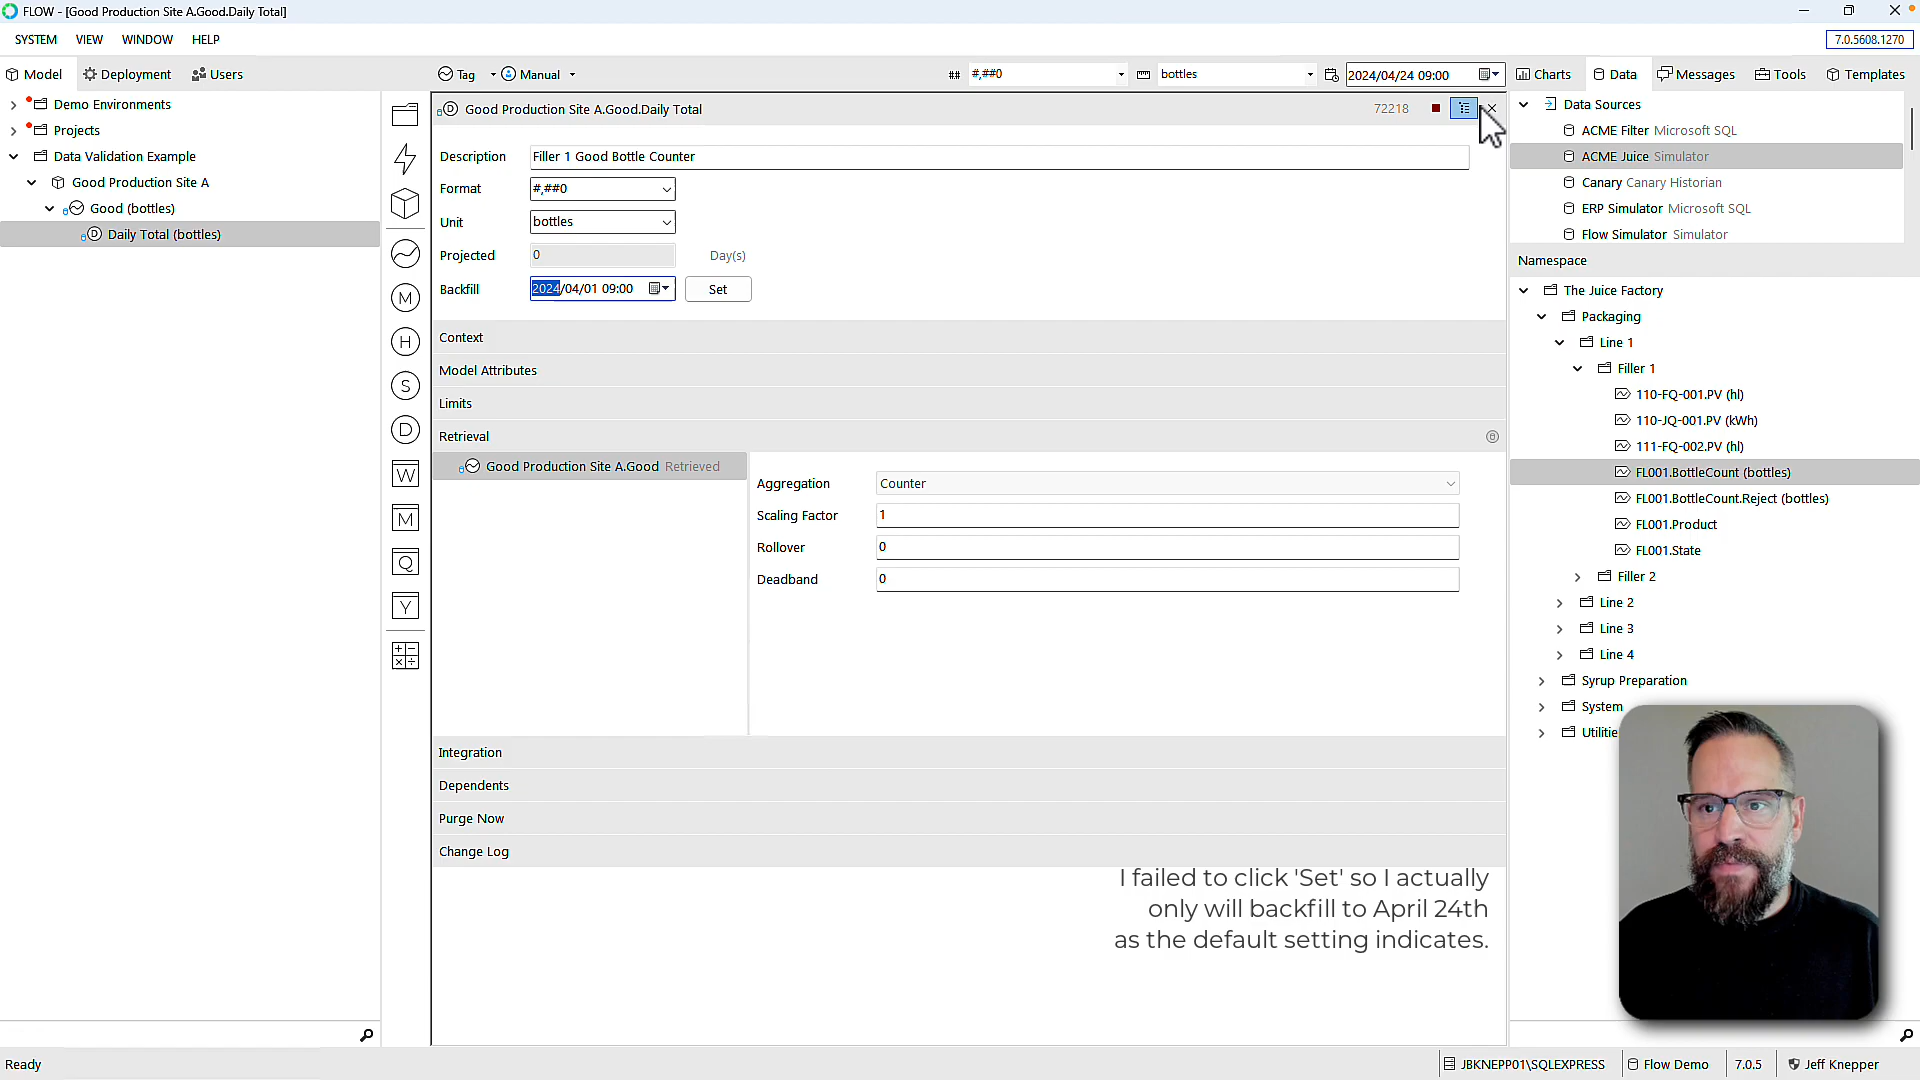 FLOW - [Good Production Site A.Good.Daily Total]
SYSTEM VIEW WINDOW HELP
7.0.5608.1270
Model Deployment Users
Tag Manual ## #,##0 bottles 2024/04/24 09:00
Charts Data Messages Tools Templates
Demo Environments
Projects
Data Validation Example
Good Production Site A
Good (bottles)
D Daily Total (bottles)
M
H
S
D
W
M
Q
Y
D Good Production Site A.Good.Daily Total 72218
Description Filler 1 Good Bottle Counter
Format #,##0
Unit bottles
Projected 0 Day(s)
Backfill 2024/04/01 09:00 Set
Context
Model Attributes
Limits
Retrieval
Good Production Site A.Good Retrieved
Aggregation Counter
Scaling Factor 1
Rollover 0
Deadband 0
Integration
Dependents
Purge Now
Change Log
I failed to click 'Set' so I actually
only will backfill to April 24th
as the default setting indicates.
Data Sources
ACME Filter Microsoft SQL
ACME Juice Simulator
Canary Canary Historian
ERP Simulator Microsoft SQL
Flow Simulator Simulator
Namespace
The Juice Factory
Packaging
Line 1
Filler 1
110-FQ-001.PV (hl)
110-JQ-001.PV (kWh)
111-FQ-002.PV (hl)
FL001.BottleCount (bottles)
FL001.BottleCount.Reject (bottles)
FL001.Product
FL001.State
Filler 2
Line 2
Line 3
Line 4
Syrup Preparation
System
Utilitie
Ready
JBKNEPP01\SQLEXPRESS Flow Demo 7.0.5 Jeff Knepper